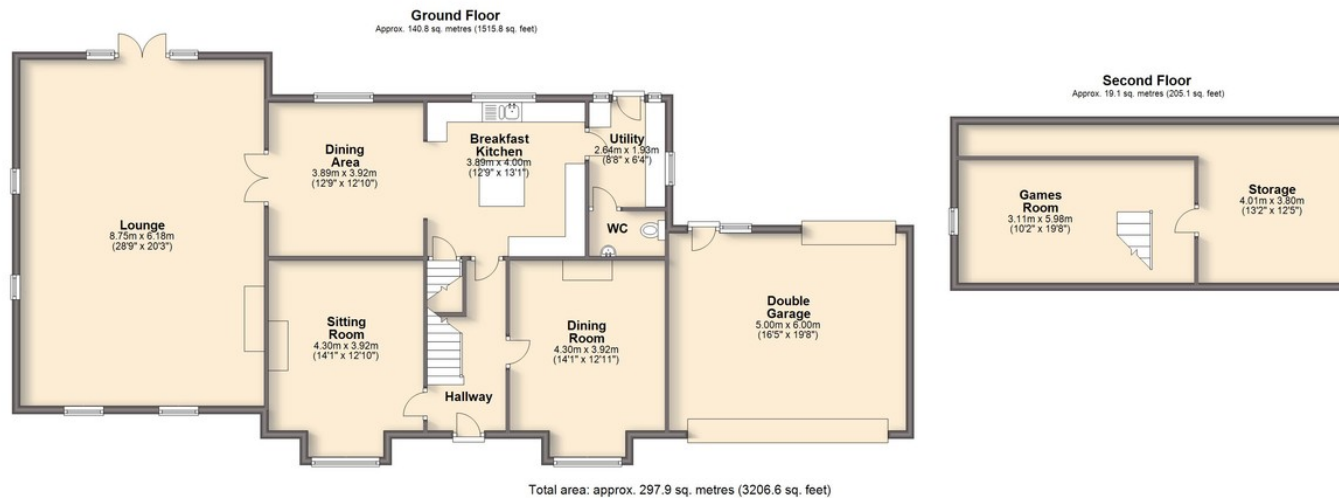 Ground Floor
Approx. 140.8 sq. metres (1515.8 sq. feet)
Lounge
8.75m x 6.18m
(28'9" x 20'3")
Dining
Area
3.89m x 3.92m
(12'9" x 12'10")
Breakfast
Kitchen
3.89m x 4.00m
(12'9" x 13'1")
Utility
2.64m x 1.93m
(8'8" x 6'4")
WC
Sitting
Room
4.30m x 3.92m
(14'1" x 12'10")
Hallway
Dining
Room
4.30m x 3.92m
(14'1" x 12'11")
Double
Garage
5.00m x 6.00m
(16'5" x 19'8")
Second Floor
Approx. 19.1 sq. metres (205.1 sq. feet)
Games
Room
3.11m x 5.98m
(10'2" x 19'8")
Storage
4.01m x 3.80m
(13'2" x 12'5")
Total area: approx. 297.9 sq. metres (3206.6 sq. feet)